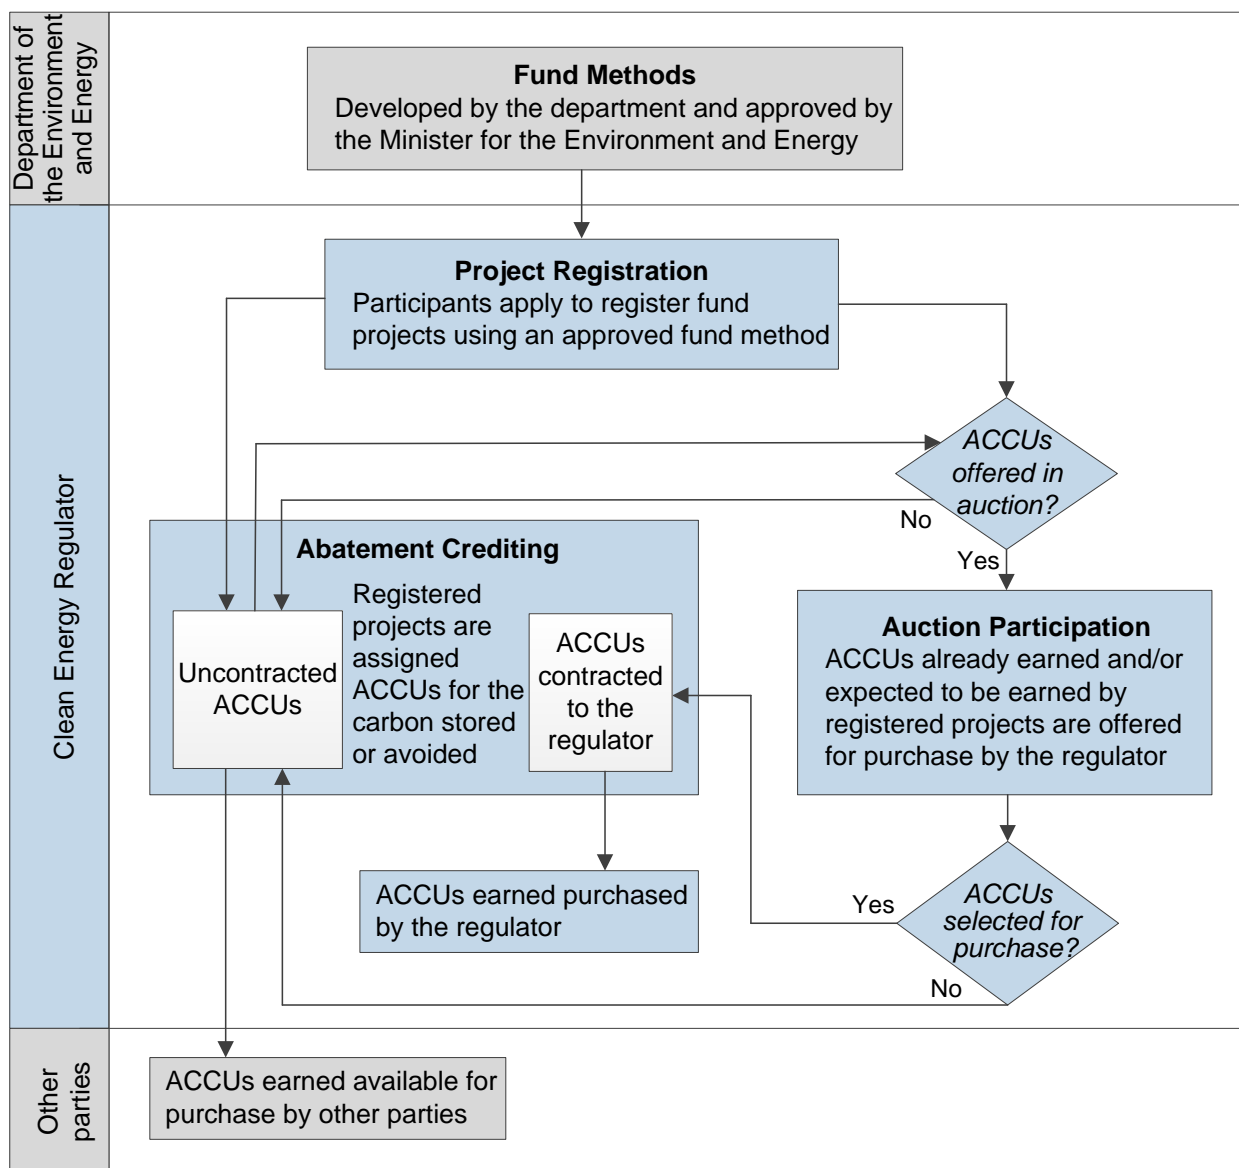 Department of
the Environment
and Energy
Fund Methods
Developed by the department and approved by
the Minister for the Environment and Energy
Clean Energy Regulator
Project Registration
Participants apply to register fund
projects using an approved fund method
ACCUs
offered in
auction?
No
Yes
Abatement Crediting
Registered
projects are
assigned
ACCUs for the
carbon stored
or avoided
Uncontracted
ACCUs
ACCUs
contracted
to the
regulator
Auction Participation
ACCUs already earned and/or
expected to be earned by
registered projects are offered
for purchase by the regulator
ACCUs earned purchased
by the regulator
Yes
ACCUs
selected for
purchase?
No
Other
parties
ACCUs earned available for
purchase by other parties